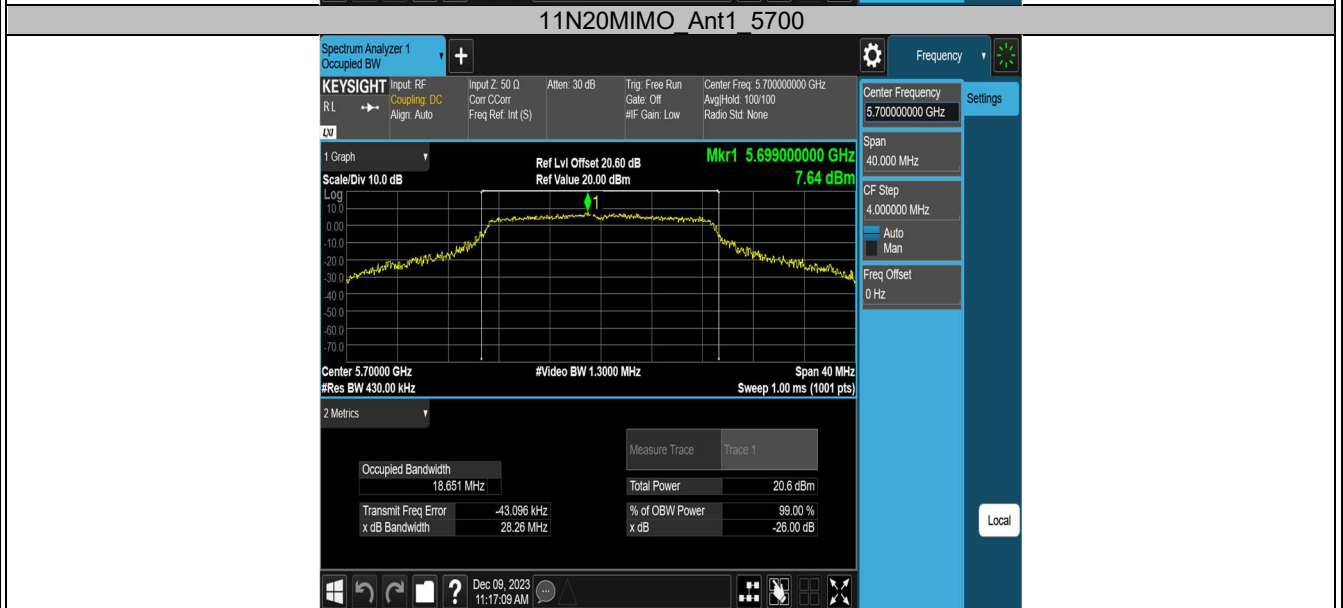 11N20MIMO_Ant1_5700
Spectrum Analyzer 1
Occupied BW
+
Frequency
KEYSIGHT
RL
LXI
Input: RF
Coupling: DC
Align: Auto
Input Z: 50 Ω
Corr CCorr
Freq Ref: Int (S)
Atten: 30 dB
Trig: Free Run
Gate: Off
#IF Gain: Low
Center Freq: 5.700000000 GHz
Avg|Hold: 100/100
Radio Std: None
Center Frequency
5.700000000 GHz
Settings
Span
40.000 MHz
CF Step
4.000000 MHz
Auto
Man
Freq Offset
0 Hz
Local
1 Graph
Scale/Div 10.0 dB
Ref Lvl Offset 20.60 dB
Ref Value 20.00 dBm
Mkr1 5.699000000 GHz
7.64 dBm
Log
10.0
0.00
-10.0
-20.0
-30.0
-40.0
-50.0
-60.0
-70.0
1
Center 5.70000 GHz
#Video BW 1.3000 MHz
Span 40 MHz
#Res BW 430.00 kHz
Sweep 1.00 ms (1001 pts)
2 Metrics
Measure Trace Trace 1
Occupied Bandwidth
18.651 MHz
Total Power 20.6 dBm
Transmit Freq Error -43.096 kHz
% of OBW Power 99.00 %
x dB Bandwidth 28.26 MHz
x dB -26.00 dB
?
Dec 09, 2023
11:17:09 AM